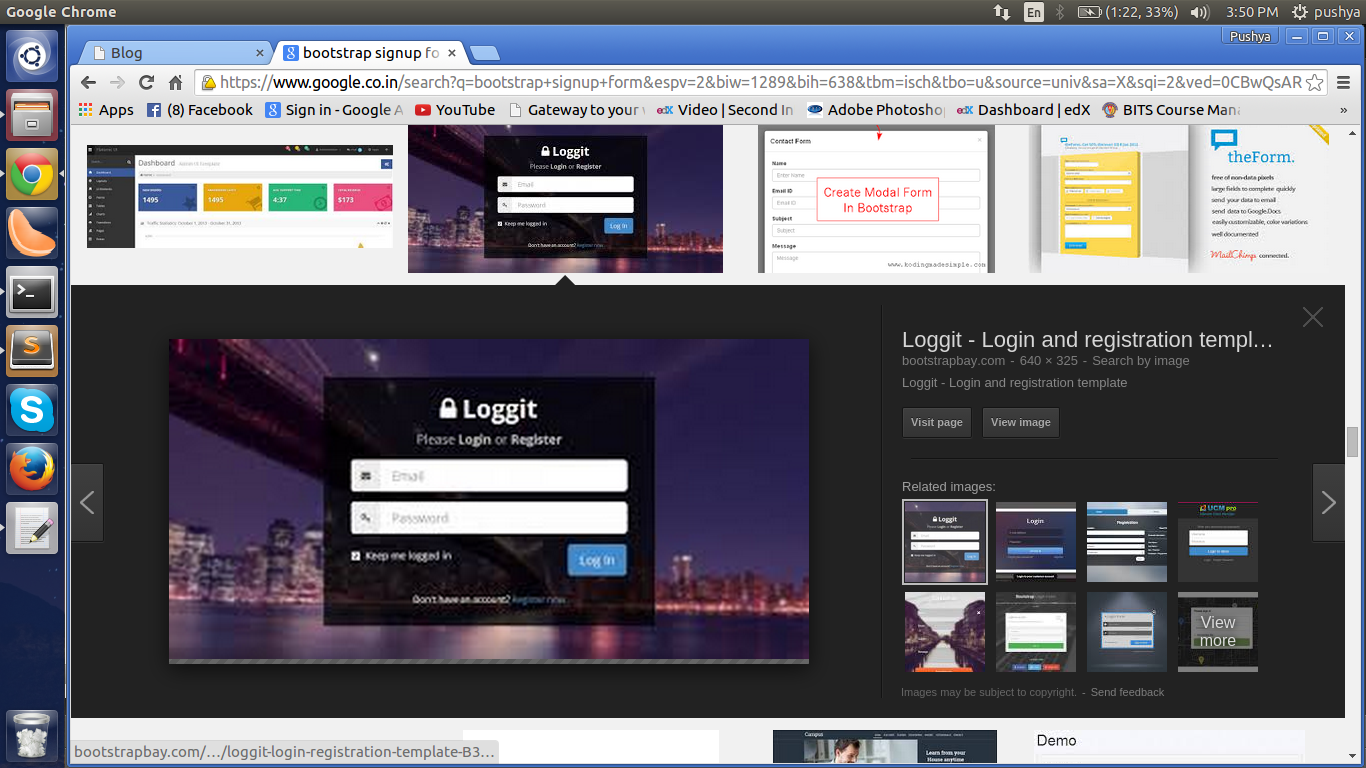 Google Chrome
En
(1:22, 33%)
3:50 PM
pushya
Blog
bootstrap signup fo
Pushya
https://www.google.co.in/search?q=bootstrap+signup+form&espv=2&biw=1289&bih=638&tbm=isch&tbo=u&source=univ&sa=X&sqi=2&ved=0CBwQsAR
Apps
(8) Facebook
Sign in - Google A
YouTube
Gateway to your
edX Video | Second In
Adobe Photosho
edX Dashboard | edX
BITS Course Mana
»
Dashboard
1495
1495
4:37
$173
Loggit
Please Login or Register
Email
Password
Keep me logged in
Log In
Don't have an account? Register now
Contact Form
Name
Enter Name
Email ID
Email ID
Subject
Subject
Message
Message
Create Modal Form
In Bootstrap
www.kodingmadesimple.com
theForm.
free of non-data pixels
large fields to complete quickly
send your data to email
send data to Google.Docs
easily customizable, color variations
well documented
MailChimp connected.
Loggit
Please Login or Register
Email
Password
Keep me logged in
Log In
Don't have an account? Register now
Loggit - Login and registration templ…
bootstrapbay.com - 640 × 325 - Search by image
Loggit - Login and registration template
Visit page
View image
Related images:
Loggit
Login
Registration
UCM pro
View
more
Images may be subject to copyright. - Send feedback
bootstrapbay.com/…/loggit-login-registration-template-B3…
Campus
Learn from your
House anytime
Demo